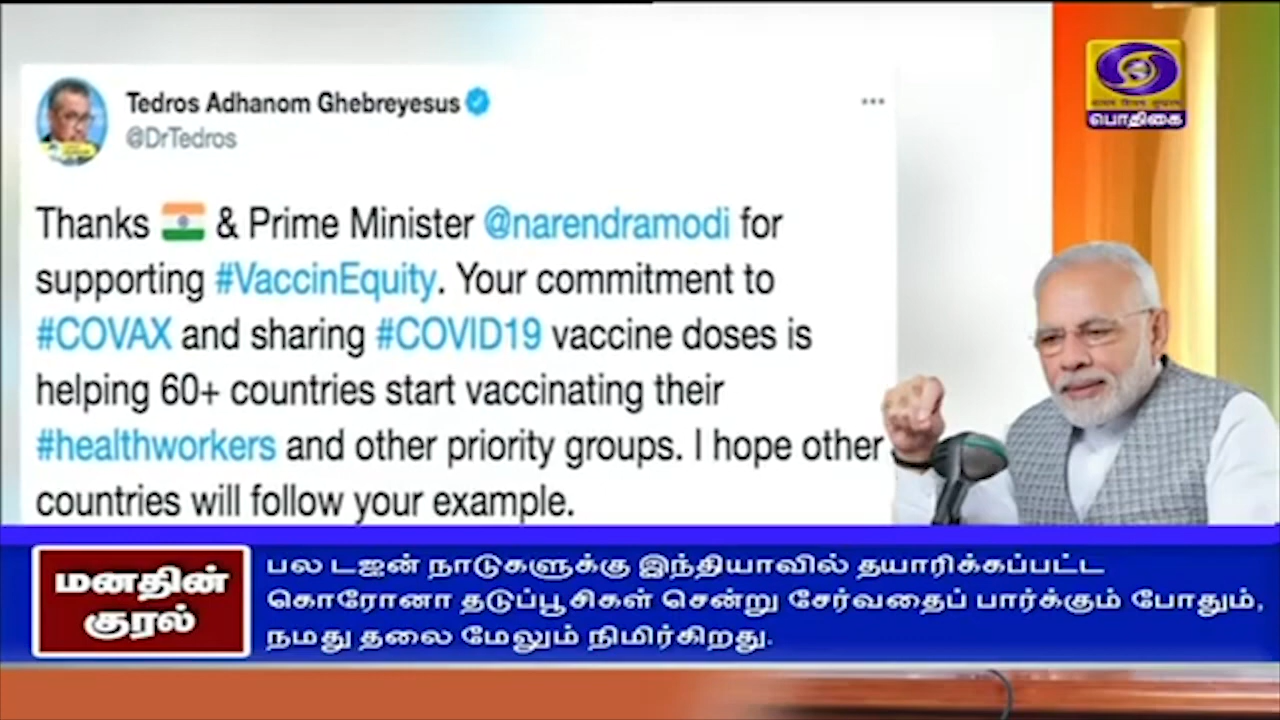 Tedros Adhanom Ghebreyesus
@DrTedros
Thanks & Prime Minister @narendramodi for
supporting #VaccinEquity. Your commitment to
#COVAX and sharing #COVID19 vaccine doses is
helping 60+ countries start vaccinating their
#healthworkers and other priority groups. I hope other
countries will follow your example.
பொதிகை
மனதின்
குரல்
பல டஜன் நாடுகளுக்கு இந்தியாவில் தயாரிக்கப்பட்ட
கொரோனா தடுப்பூசிகள் சென்று சேர்வதைப் பார்க்கும் போதும்,
நமது தலை மேலும் நிமிர்கிறது.